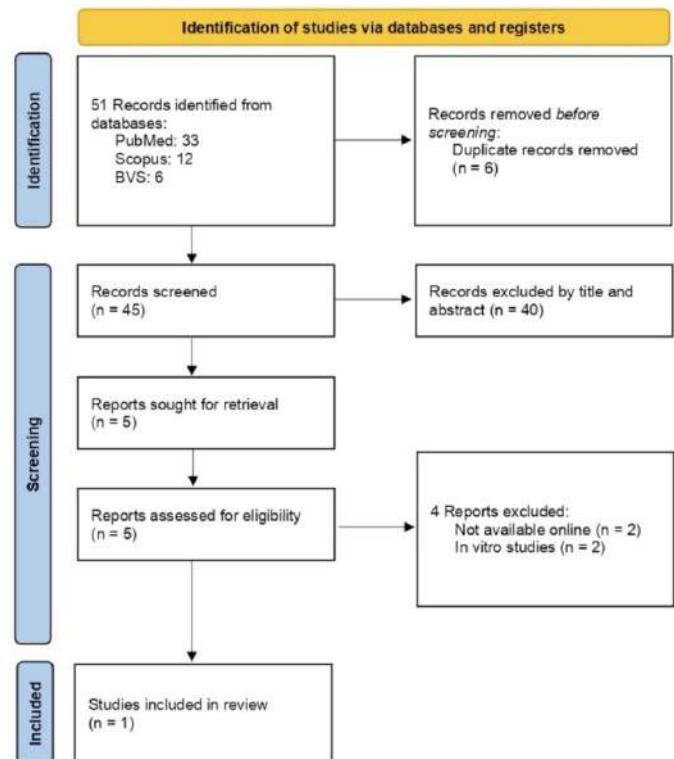 Identification of studies via databases and registers
Identification
51 Records identified from
databases:
PubMed: 33
Scopus: 12
BVS: 6
Records removed before
screening:
Duplicate records removed
(n = 6)
Screening
Records screened
(n = 45)
Records excluded by title and
abstract (n = 40)
Reports sought for retrieval
(n = 5)
Reports assessed for eligibility
(n = 5)
4 Reports excluded:
Not available online (n = 2)
In vitro studies (n = 2)
Included
Studies included in review
(n = 1)